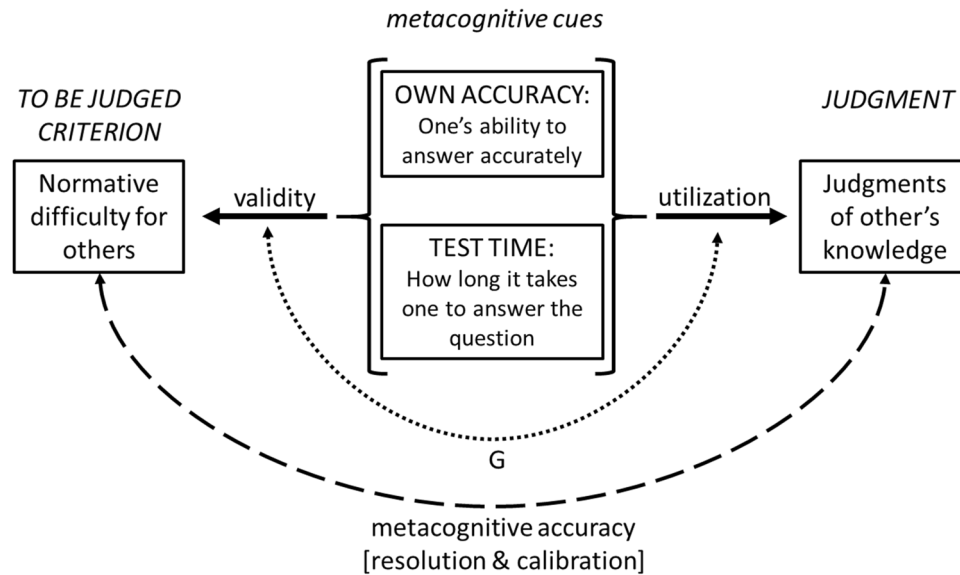 metacognitive cues
TO BE JUDGED
CRITERION
Normative
difficulty for
others
validity
OWN ACCURACY:
One's ability to
answer accurately
TEST TIME:
How long it takes
one to answer the
question
utilization
JUDGMENT
Judgments
of other's
knowledge
G
metacognitive accuracy
[resolution & calibration]